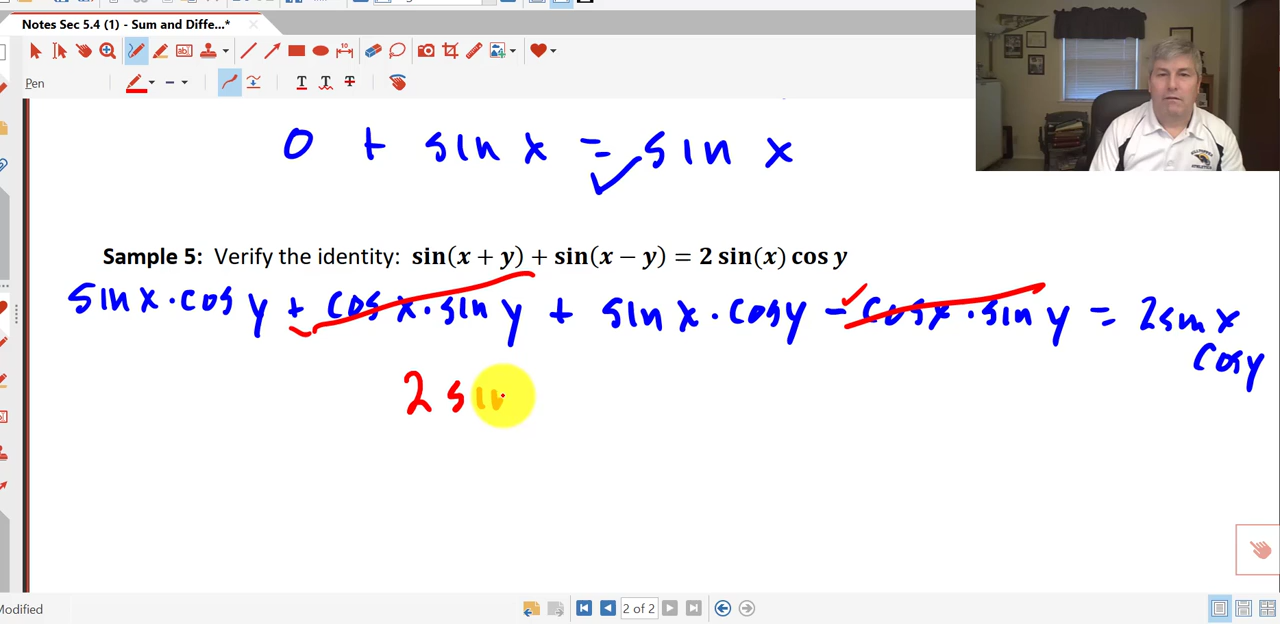 Notes Sec 5.4 (1) - Sum and Diffe...*
Pen
0 + sin x = sin x
Sample 5: Verify the identity: sin(x + y) + sin(x − y) = 2 sin(x) cos y
sin x · cos y + cos x · sin y + sin x · cos y − cos x · sin y = 2 sin x
cos y
2 sin
Modified
2 of 2